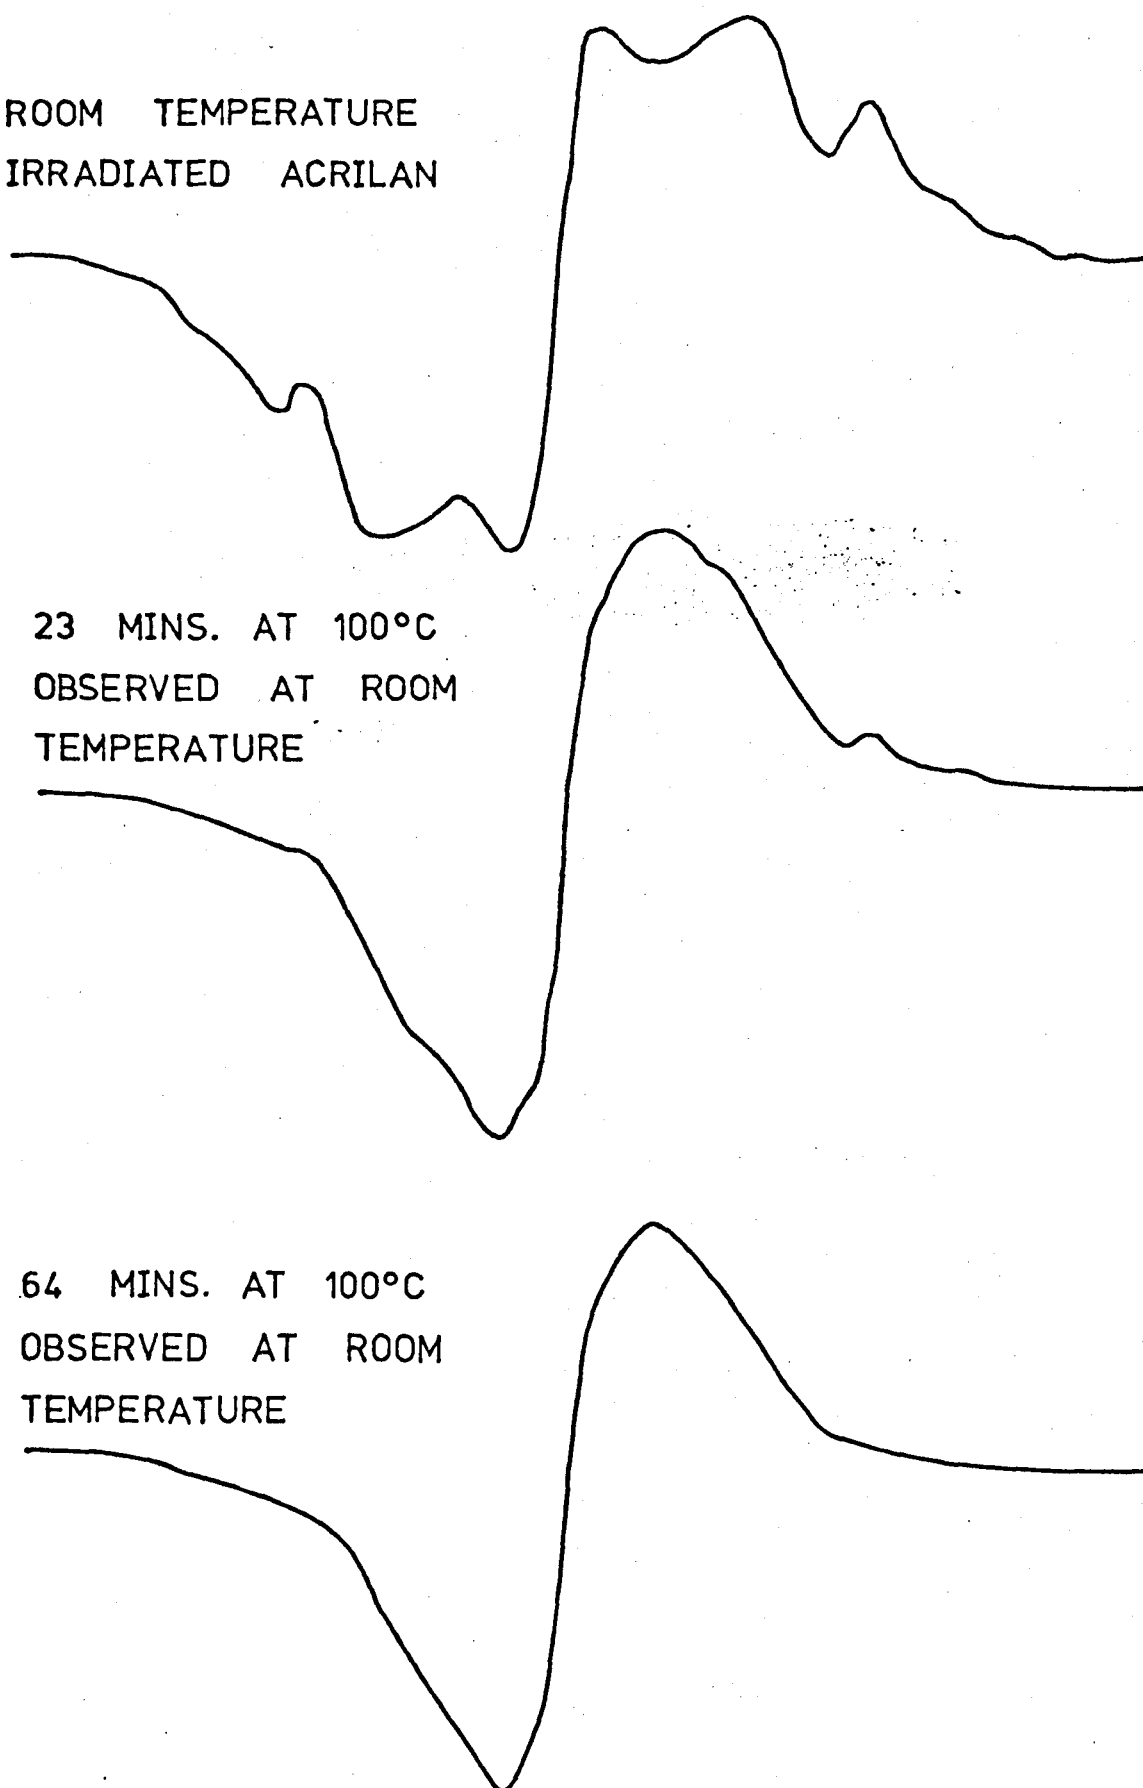 ROOM TEMPERATURE
IRRADIATED ACRILAN
23 MINS. AT 100°C
OBSERVED AT ROOM
TEMPERATURE
64 MINS. AT 100°C
OBSERVED AT ROOM
TEMPERATURE